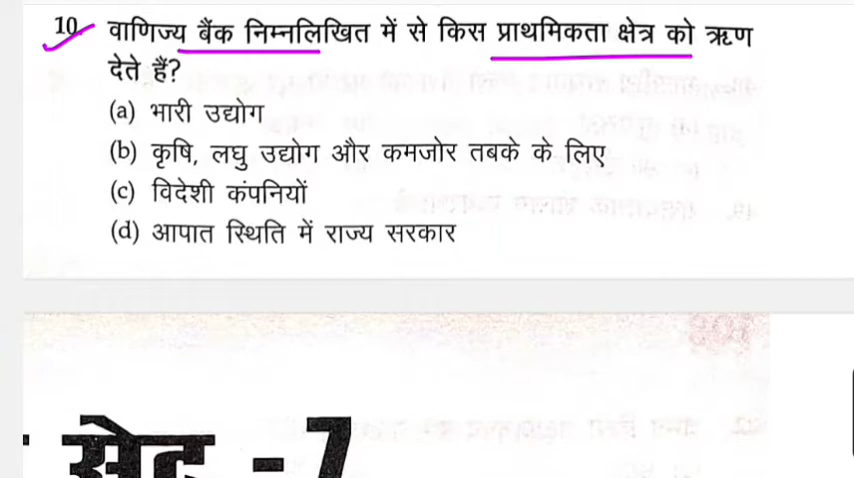 10. वाणिज्य बैंक निम्नलिखित में से किस प्राथमिकता क्षेत्र को ऋण
देते हैं?
(a) भारी उद्योग
(b) कृषि, लघु उद्योग और कमजोर तबके के लिए
(c) विदेशी कंपनियों
(d) आपात स्थिति में राज्य सरकार
सेट - 7